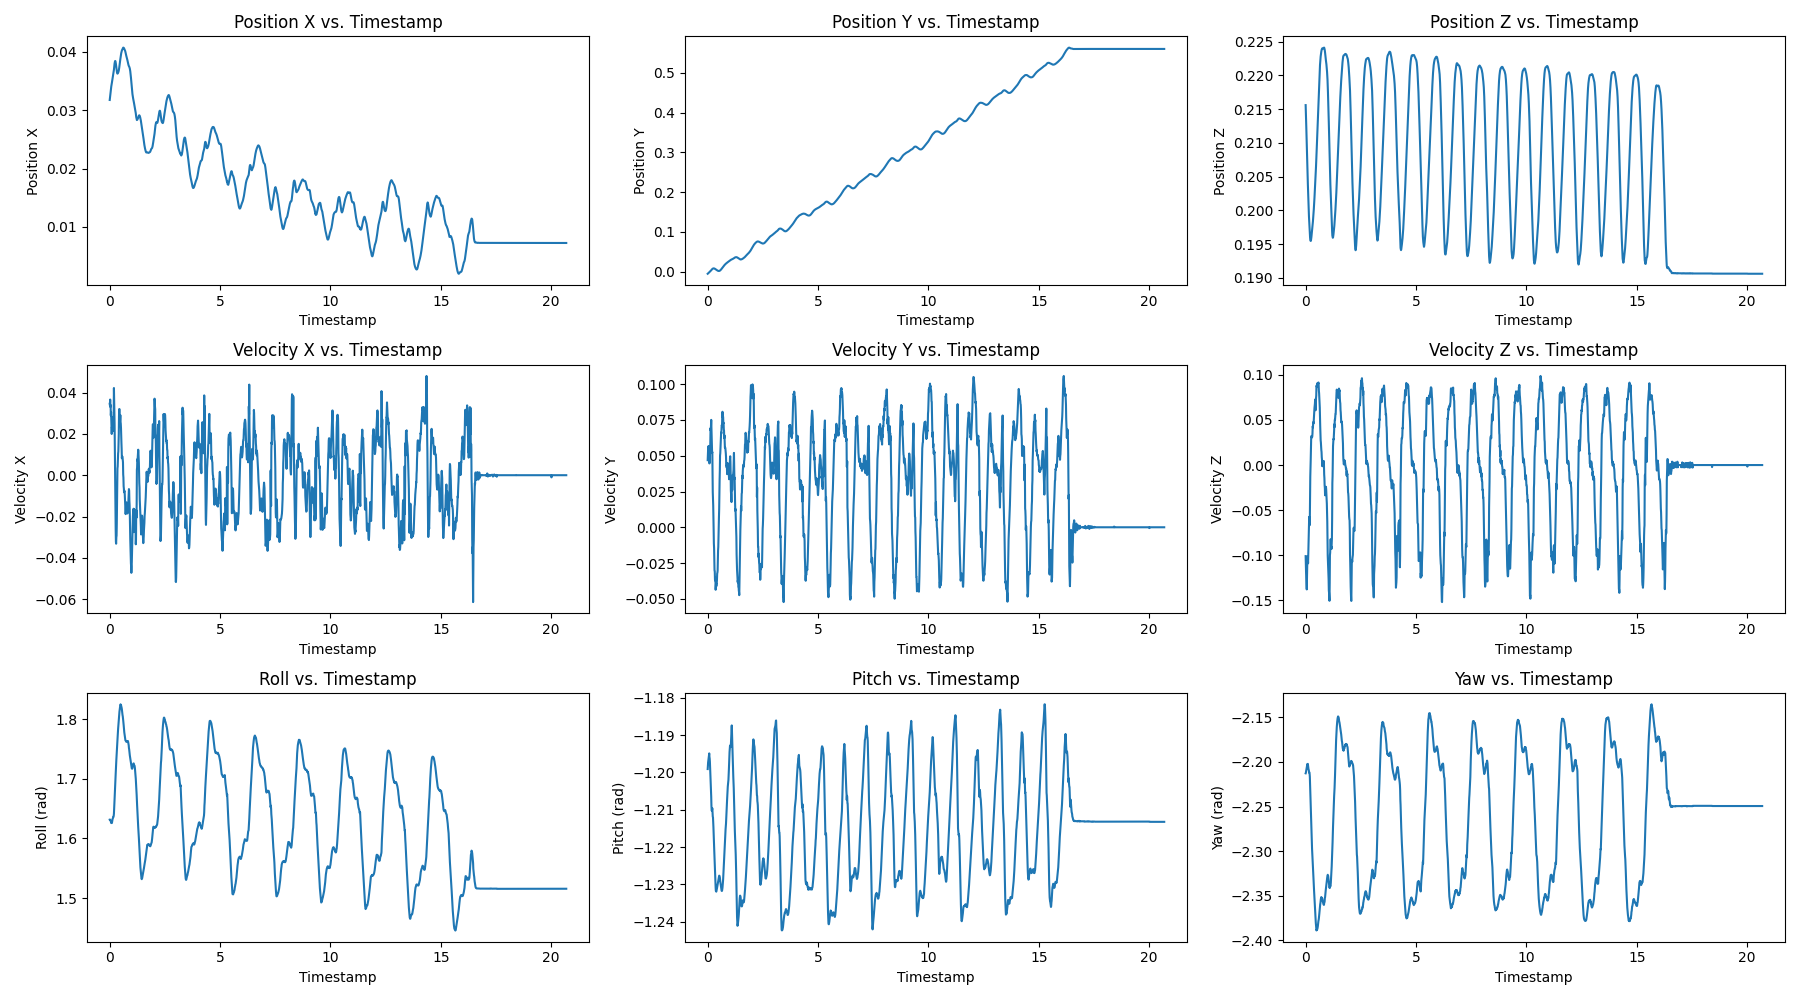 Position X vs. Timestamp
Position X
0.04
0.03
0.02
0.01
0 5 10 15 20
Timestamp
Position Y vs. Timestamp
Position Y
0.5
0.4
0.3
0.2
0.1
0.0
0 5 10 15 20
Timestamp
Position Z vs. Timestamp
Position Z
0.225
0.220
0.215
0.210
0.205
0.200
0.195
0.190
0 5 10 15 20
Timestamp
Velocity X vs. Timestamp
Velocity X
0.04
0.02
0.00
−0.02
−0.04
−0.06
0 5 10 15 20
Timestamp
Velocity Y vs. Timestamp
Velocity Y
0.100
0.075
0.050
0.025
0.000
−0.025
−0.050
0 5 10 15 20
Timestamp
Velocity Z vs. Timestamp
Velocity Z
0.10
0.05
0.00
−0.05
−0.10
−0.15
0 5 10 15 20
Timestamp
Roll vs. Timestamp
Roll (rad)
1.8
1.7
1.6
1.5
0 5 10 15 20
Timestamp
Pitch vs. Timestamp
Pitch (rad)
−1.18
−1.19
−1.20
−1.21
−1.22
−1.23
−1.24
0 5 10 15 20
Timestamp
Yaw vs. Timestamp
Yaw (rad)
−2.15
−2.20
−2.25
−2.30
−2.35
−2.40
0 5 10 15 20
Timestamp